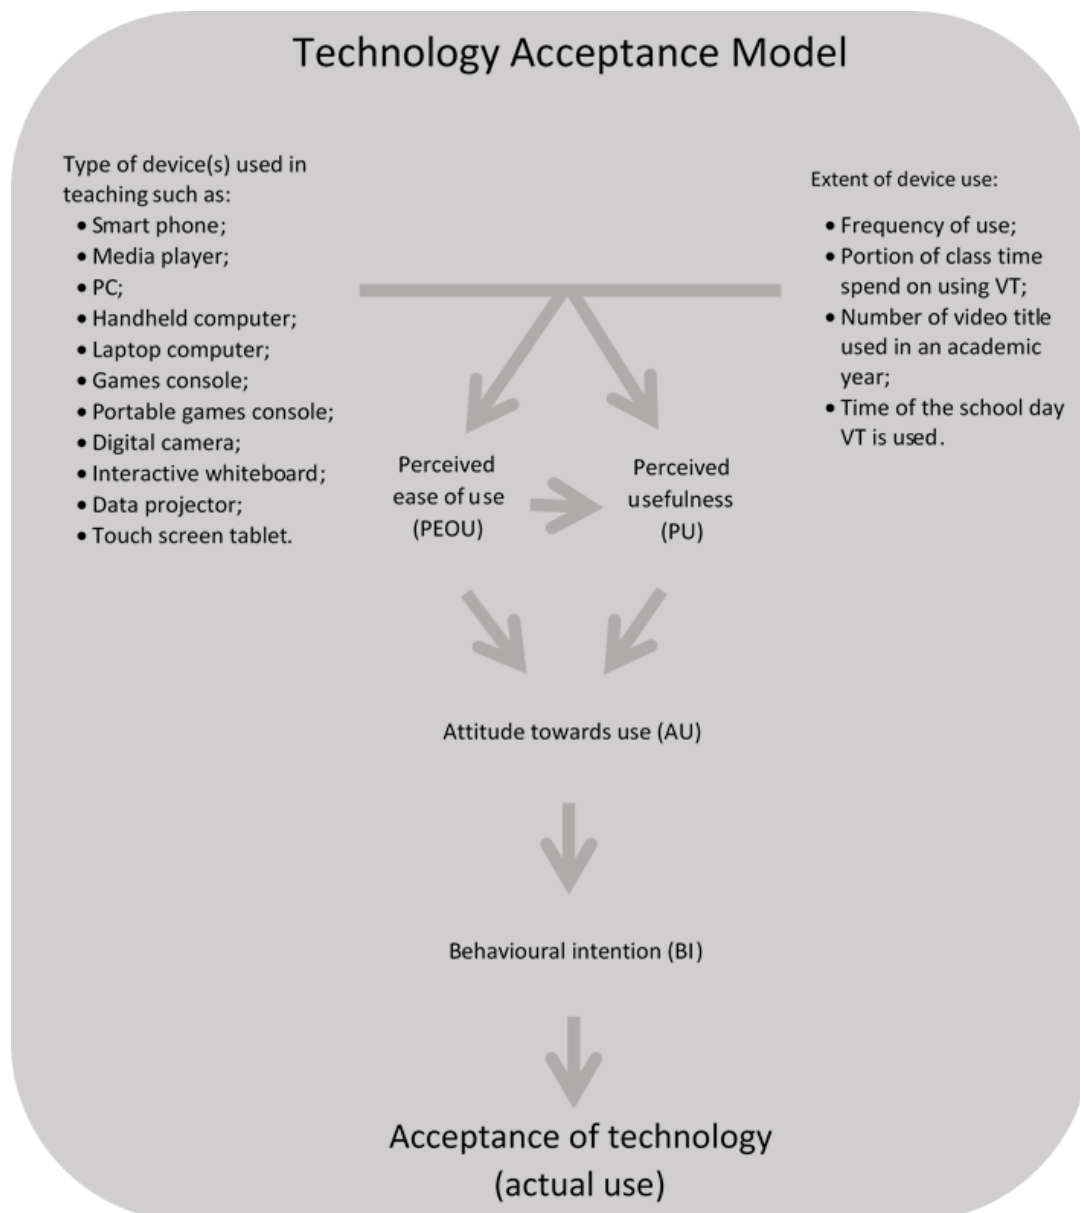 Technology Acceptance Model
Type of device(s) used in
teaching such as:
• Smart phone;
• Media player;
• PC;
• Handheld computer;
• Laptop computer;
• Games console;
• Portable games console;
• Digital camera;
• Interactive whiteboard;
• Data projector;
• Touch screen tablet.
Extent of device use:
• Frequency of use;
• Portion of class time
spend on using VT;
• Number of video title
used in an academic
year;
• Time of the school day
VT is used.
Perceived
ease of use
(PEOU)
Perceived
usefulness
(PU)
Attitude towards use (AU)
Behavioural intention (BI)
Acceptance of technology
(actual use)